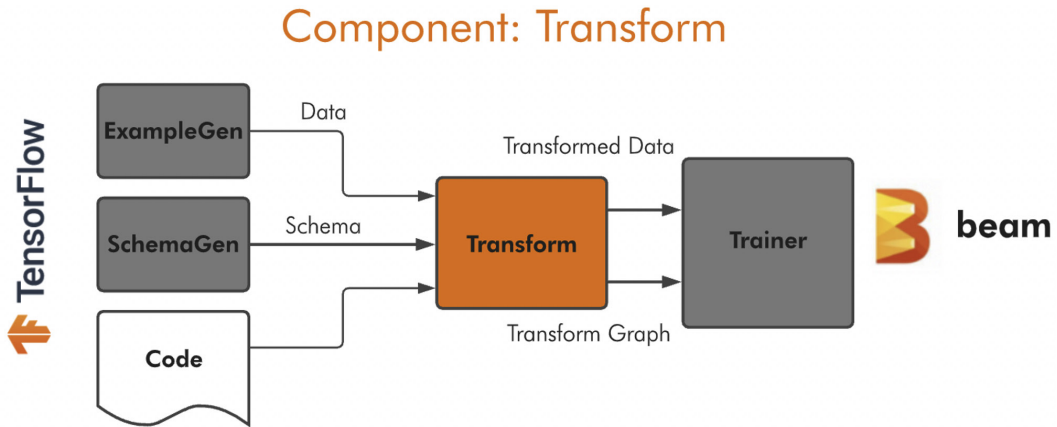 Component: Transform
TensorFlow
ExampleGen
Data
SchemaGen
Schema
Code
Transform
Transformed Data
Transform Graph
Trainer
beam